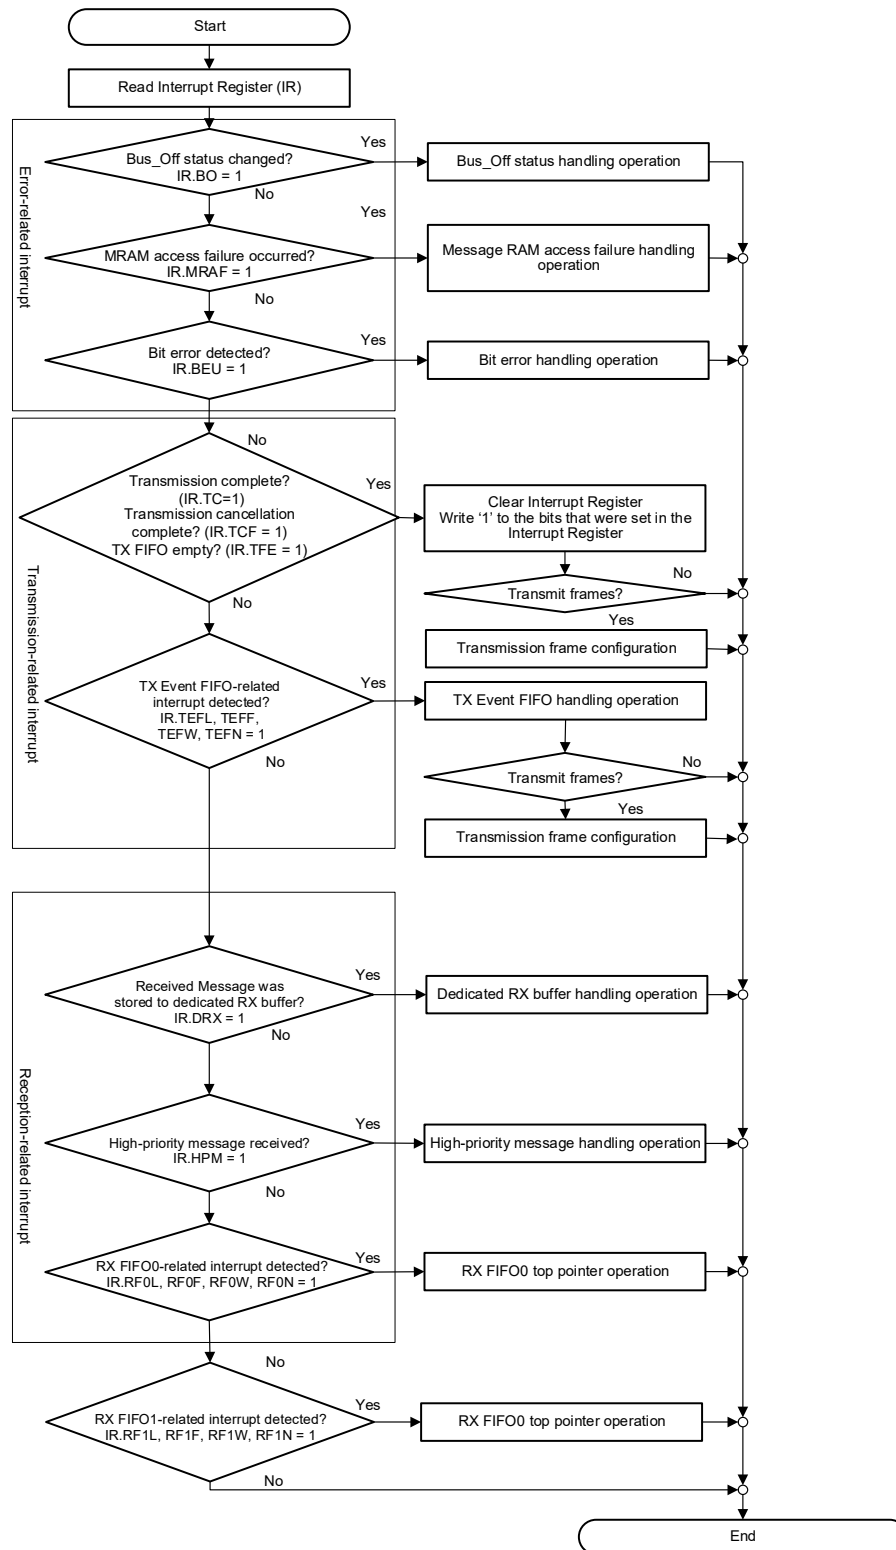 Start
Read Interrupt Register (IR)
Error-related interrupt
Bus_Off status changed?
IR.BO = 1
Yes
No
Bus_Off status handling operation
MRAM access failure occurred?
IR.MRAF = 1
Yes
No
Message RAM access failure handling
operation
Bit error detected?
IR.BEU = 1
Yes
No
Bit error handling operation
Transmission-related interrupt
Transmission complete?
(IR.TC=1)
Transmission cancellation
complete? (IR.TCF = 1)
TX FIFO empty? (IR.TFE = 1)
Yes
No
Clear Interrupt Register
Write ‘1’ to the bits that were set in the
Interrupt Register
Transmit frames?
No
Yes
Transmission frame configuration
TX Event FIFO-related
interrupt detected?
IR.TEFL, TEFF,
TEFW, TEFN = 1
Yes
No
TX Event FIFO handling operation
Transmit frames?
No
Yes
Transmission frame configuration
Reception-related interrupt
Received Message was
stored to dedicated RX buffer?
IR.DRX = 1
Yes
No
Dedicated RX buffer handling operation
High-priority message received?
IR.HPM = 1
Yes
No
High-priority message handling operation
RX FIFO0-related interrupt detected?
IR.RF0L, RF0F, RF0W, RF0N = 1
Yes
No
RX FIFO0 top pointer operation
RX FIFO1-related interrupt detected?
IR.RF1L, RF1F, RF1W, RF1N = 1
Yes
No
RX FIFO0 top pointer operation
End